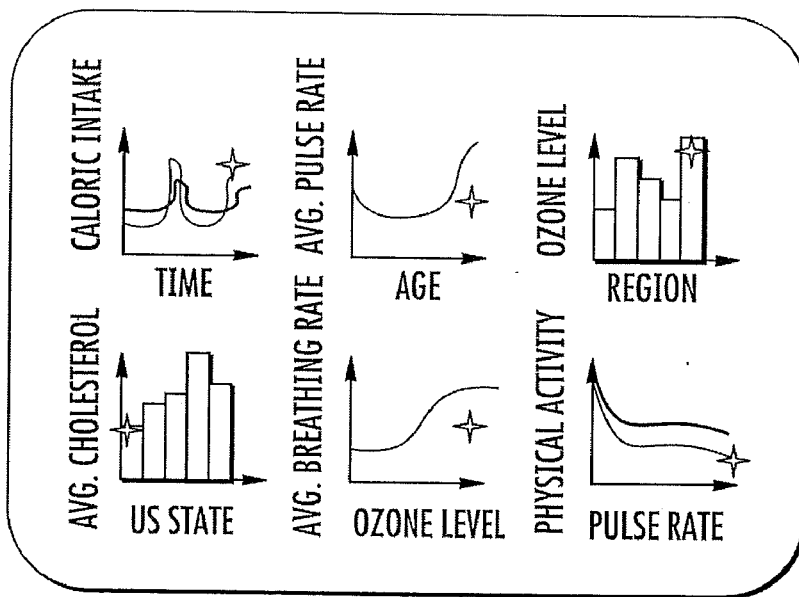 CALORIC INTAKE
TIME
AVG. PULSE RATE
AGE
OZONE LEVEL
REGION
AVG. CHOLESTEROL
US STATE
AVG. BREATHING RATE
OZONE LEVEL
PHYSICAL ACTIVITY
PULSE RATE